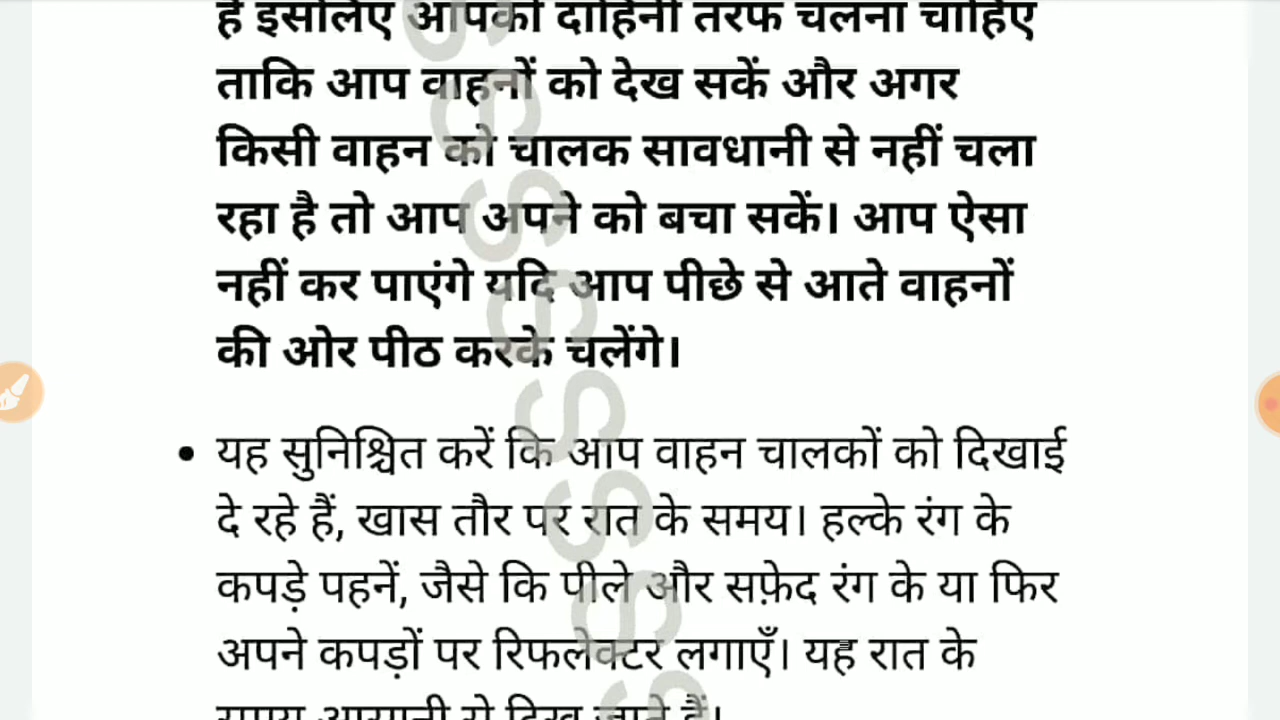 है इसलिए आपको दाहिनी तरफ चलना चाहिए
ताकि आप वाहनों को देख सकें और अगर
किसी वाहन को चालक सावधानी से नहीं चला
रहा है तो आप अपने को बचा सकें। आप ऐसा
नहीं कर पाएंगे यदि आप पीछे से आते वाहनों
की ओर पीठ करके चलेंगे।
• यह सुनिश्चित करें कि आप वाहन चालकों को दिखाई
दे रहे हैं, खास तौर पर रात के समय। हल्के रंग के
कपड़े पहनें, जैसे कि पीले और सफ़ेद रंग के या फिर
अपने कपड़ों पर रिफलेक्टर लगाएँ। यह रात के
समय आसानी से दिख जाते हैं।